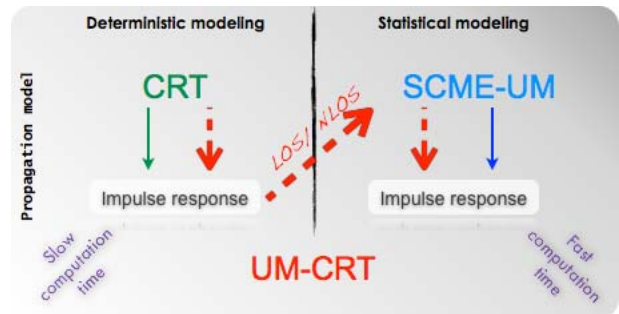 Deterministic modeling
Statistical modeling
Propagation model
CRT
SCME-UM
LOS/ NLOS
Impulse response
Impulse response
Slow
computation
time
UM-CRT
Fast
computation
time